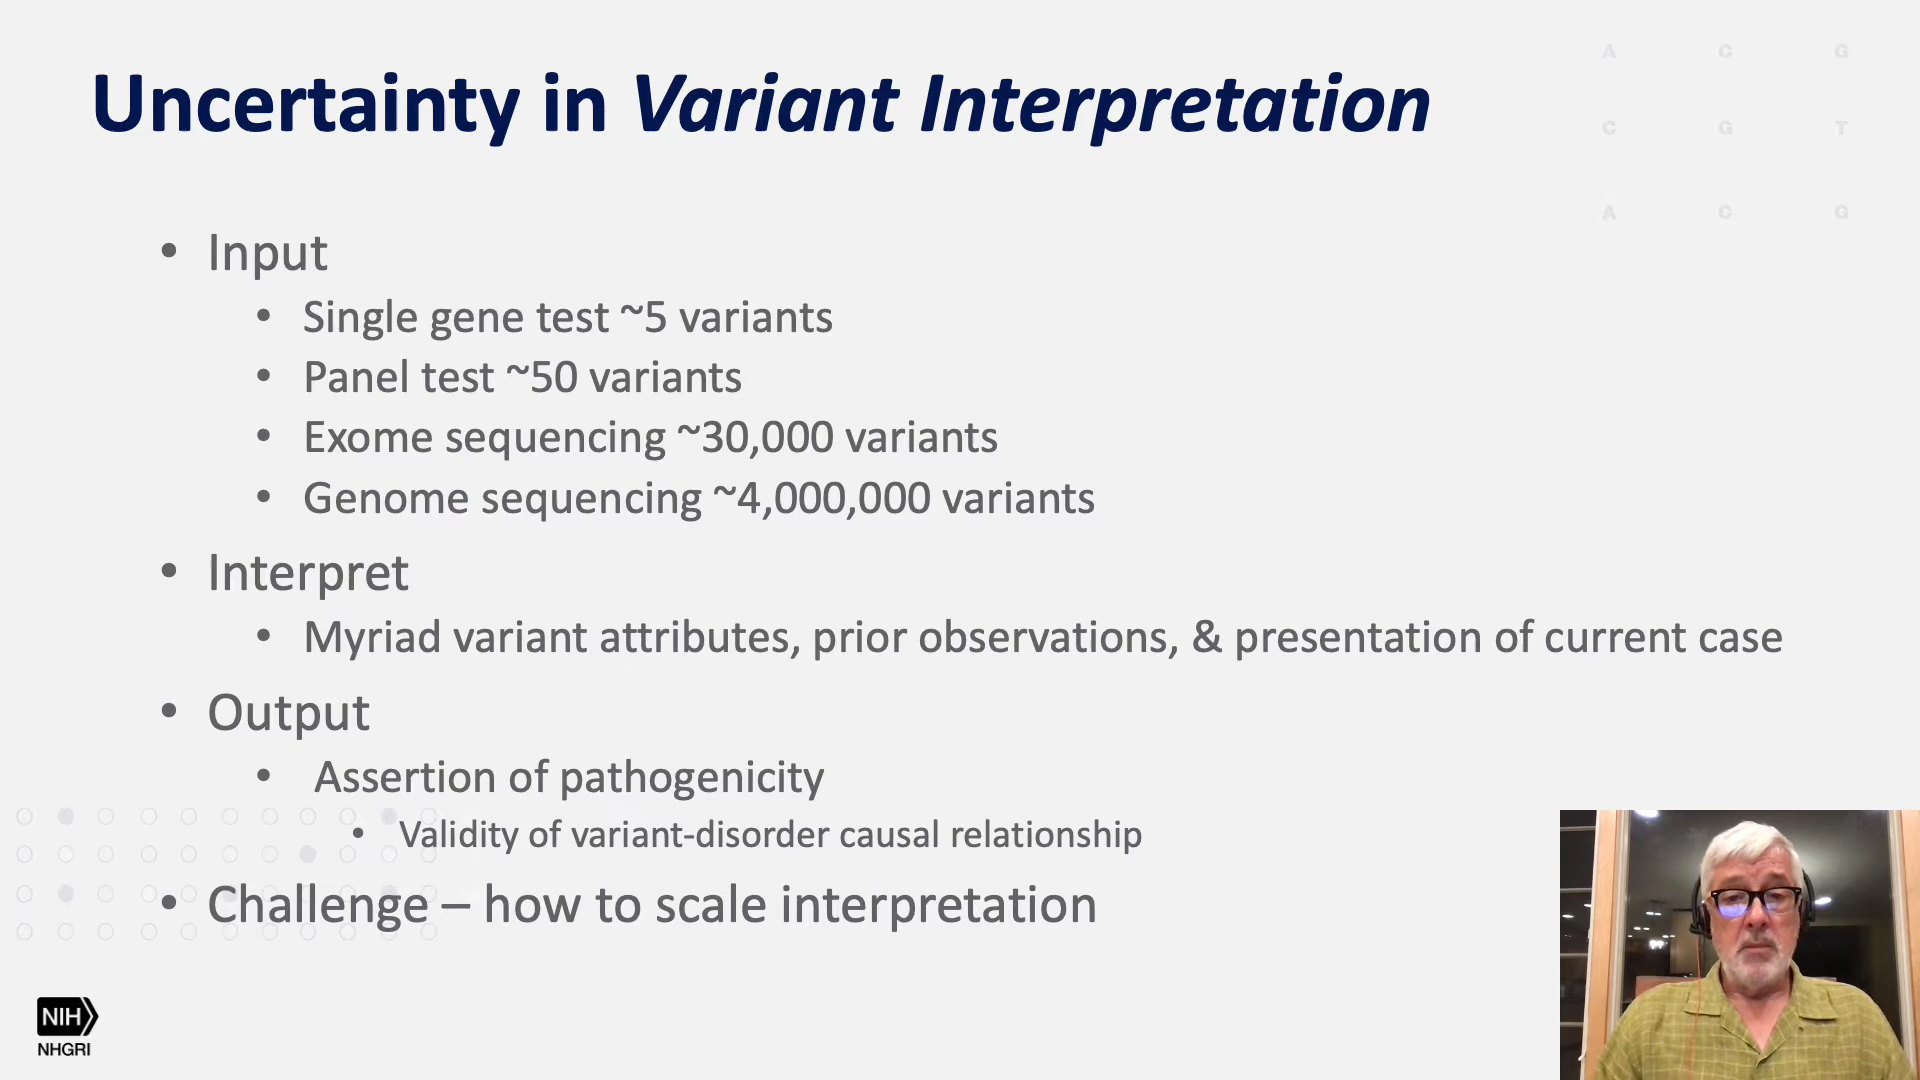 Uncertainty in Variant Interpretation
A C G
C G T
A C G
• Input
• Single gene test ~5 variants
• Panel test ~50 variants
• Exome sequencing ~30,000 variants
• Genome sequencing ~4,000,000 variants
• Interpret
• Myriad variant attributes, prior observations, & presentation of current case
• Output
• Assertion of pathogenicity
• Validity of variant-disorder causal relationship
• Challenge – how to scale interpretation
NIH
NHGRI